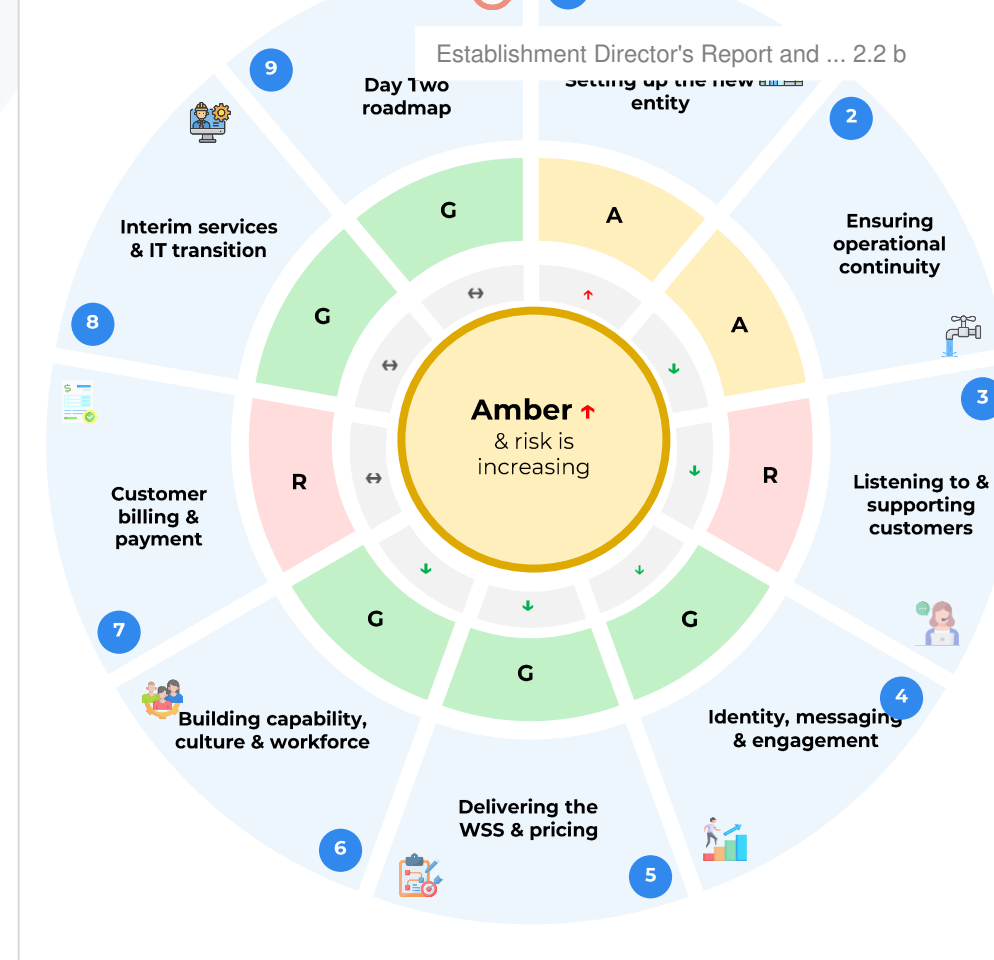 Establishment Director's Report and ... 2.2 b
Setting up the new
entity
2
Ensuring
operational
continuity
3
Listening to &
supporting
customers
4
Identity, messaging
& engagement
5
Delivering the
WSS & pricing
6
Building capability,
culture & workforce
7
Customer
billing &
payment
8
Interim services
& IT transition
9
Day Two
roadmap
A
A
R
G
G
G
R
G
G
Amber ↑
& risk is
increasing